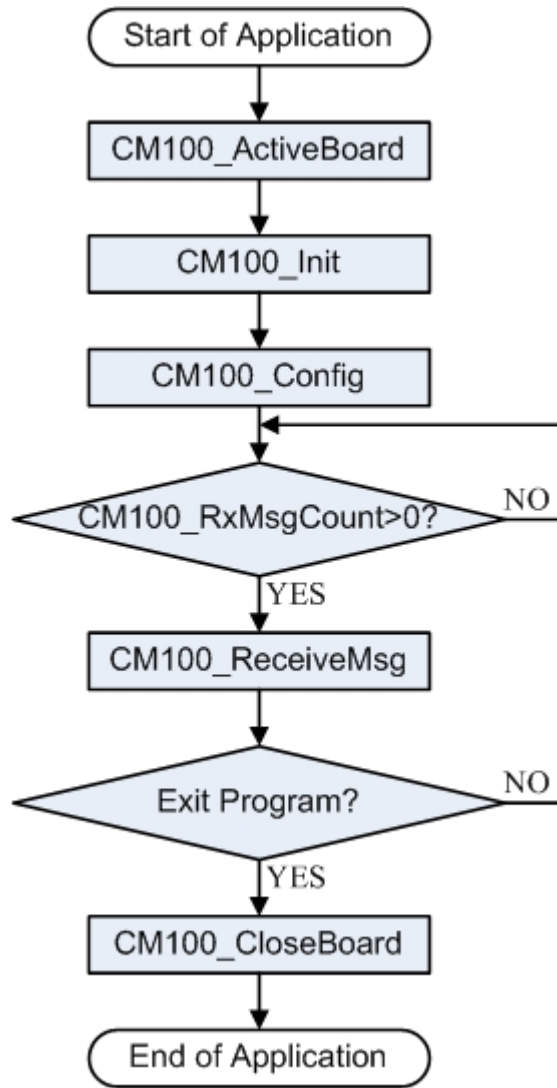 Start of Application
CM100_ActiveBoard
CM100_Init
CM100_Config
CM100_RxMsgCount>0?
NO
YES
CM100_ReceiveMsg
Exit Program?
NO
YES
CM100_CloseBoard
End of Application